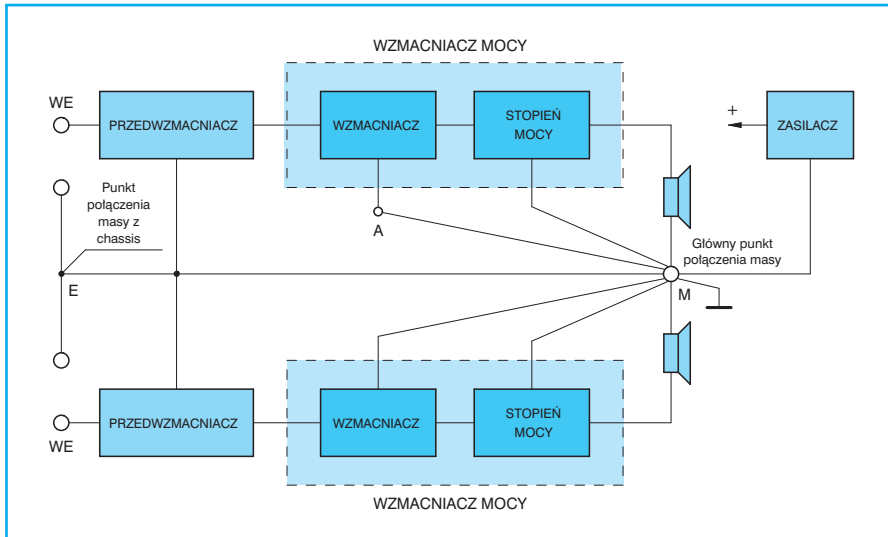 WZMACNIACZ MOCY
WE
PRZEDWZMACNIACZ
WZMACNIACZ
STOPIEŃ
MOCY
+
ZASILACZ
Punkt
połączenia
masy z
chassis
A
Główny punkt
połączenia masy
E
M
PRZEDWZMACNIACZ
WZMACNIACZ
STOPIEŃ
MOCY
WE
WZMACNIACZ MOCY